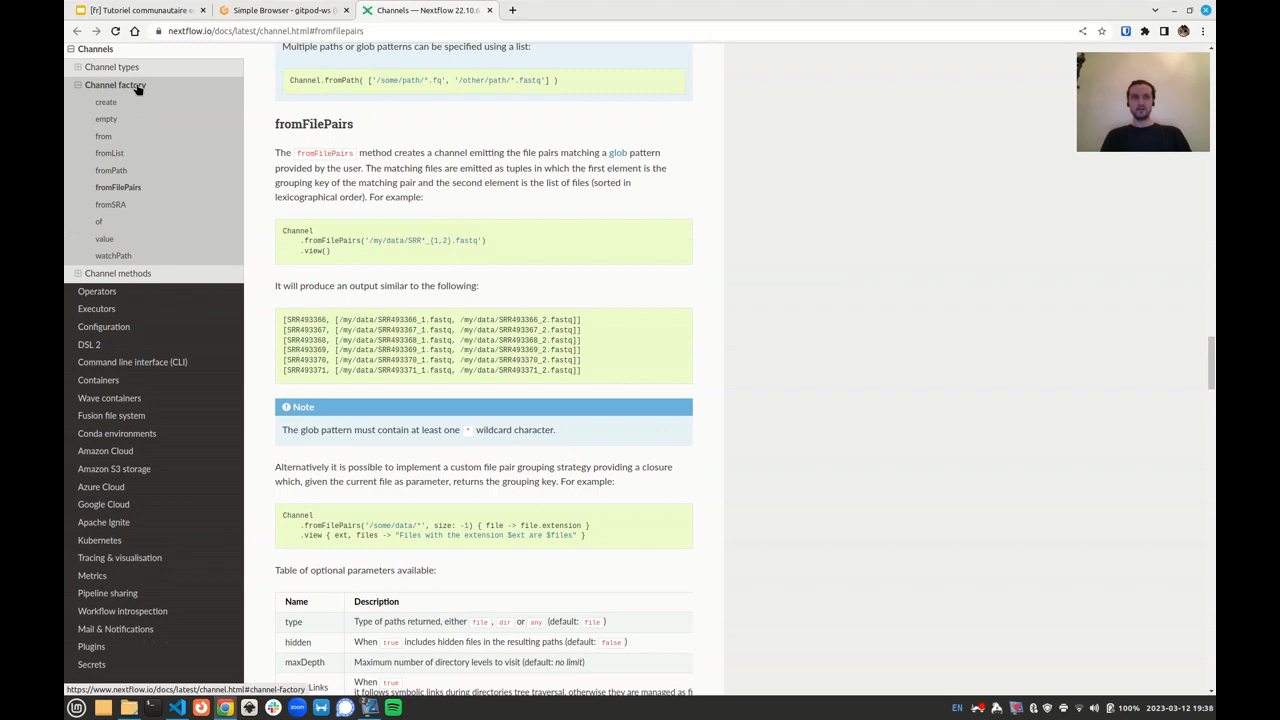 [fr] Tutoriel communautaire e
Simple Browser - gitpod-ws (
Channels — Nextflow 22.10.6
nextflow.io/docs/latest/channel.html#fromfilepairs
Channels
Channel types
Channel factory
create
empty
from
fromList
fromPath
fromFilePairs
fromSRA
of
value
watchPath
Channel methods
Operators
Executors
Configuration
DSL 2
Command line interface (CLI)
Containers
Wave containers
Fusion file system
Conda environments
Amazon Cloud
Amazon S3 storage
Azure Cloud
Google Cloud
Apache Ignite
Kubernetes
Tracing & visualisation
Metrics
Pipeline sharing
Workflow introspection
Mail & Notifications
Plugins
Secrets
Multiple paths or glob patterns can be specified using a list:
Channel.fromPath( ['/some/path/*.fq', '/other/path/*.fastq'] )
fromFilePairs
The fromFilePairs method creates a channel emitting the file pairs matching a glob pattern
provided by the user. The matching files are emitted as tuples in which the first element is the
grouping key of the matching pair and the second element is the list of files (sorted in
lexicographical order). For example:
Channel
.fromFilePairs('/my/data/SRR*_{1,2}.fastq')
.view()
It will produce an output similar to the following:
[SRR493366, [/my/data/SRR493366_1.fastq, /my/data/SRR493366_2.fastq]]
[SRR493367, [/my/data/SRR493367_1.fastq, /my/data/SRR493367_2.fastq]]
[SRR493368, [/my/data/SRR493368_1.fastq, /my/data/SRR493368_2.fastq]]
[SRR493369, [/my/data/SRR493369_1.fastq, /my/data/SRR493369_2.fastq]]
[SRR493370, [/my/data/SRR493370_1.fastq, /my/data/SRR493370_2.fastq]]
[SRR493371, [/my/data/SRR493371_1.fastq, /my/data/SRR493371_2.fastq]]
Note
The glob pattern must contain at least one * wildcard character.
Alternatively it is possible to implement a custom file pair grouping strategy providing a closure
which, given the current file as parameter, returns the grouping key. For example:
Channel
.fromFilePairs('/some/data/*', size: -1) { file -> file.extension }
.view { ext, files -> "Files with the extension $ext are $files" }
Table of optional parameters available:
Name Description
type Type of paths returned, either file, dir or any (default: file)
hidden When true includes hidden files in the resulting paths (default: false)
maxDepth Maximum number of directory levels to visit (default: no limit)
When true
Links it follows symbolic links during directories tree traversal, otherwise they are managed as fi
https://www.nextflow.io/docs/latest/channel.html#channel-factory
zoom
EN 100% 2023-03-12 19:38